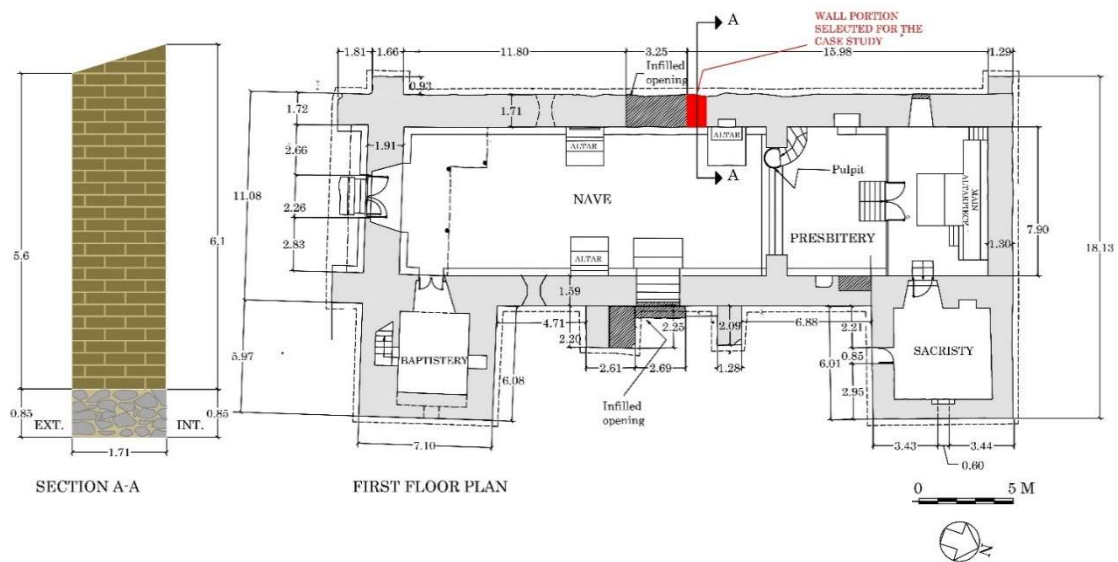 A
WALL PORTION
SELECTED FOR THE
CASE STUDY
1.81
1.66
11.80
3.25
15.98
1.29
Infilled
opening
0.93
1.72
1.71
2.66
1.91
ALTAR
ALTAR
A
11.08
2.26
NAVE
Pulpit
MAIN
ALTARPIECE
5.6
6.1
2.83
PRESBITERY
1.30
7.90
18.13
ALTAR
1.59
4.71
2.25
2.09
6.88
2.21
2.20
BAPTISTERY
0.85
SACRISTY
5.97
6.08
2.61
2.69
1.28
6.01
2.95
0.85
EXT.
INT.
0.85
Infilled
opening
1.71
7.10
3.43
3.44
0.60
SECTION A-A
FIRST FLOOR PLAN
0
5 M
N